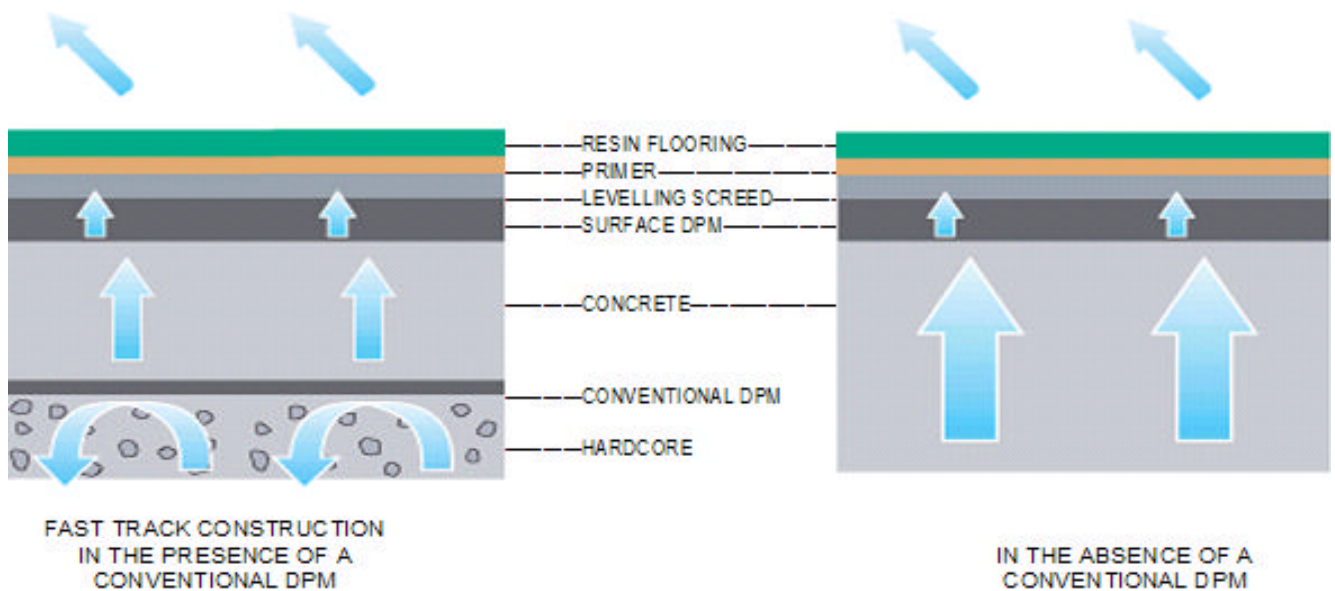 RESIN FLOORING
PRIMER
LEVELLING SCREED
SURFACE DPM
CONCRETE
CONVENTIONAL DPM
HARDCORE
FAST TRACK CONSTRUCTION
IN THE PRESENCE OF A
CONVENTIONAL DPM
IN THE ABSENCE OF A
CONVENTIONAL DPM